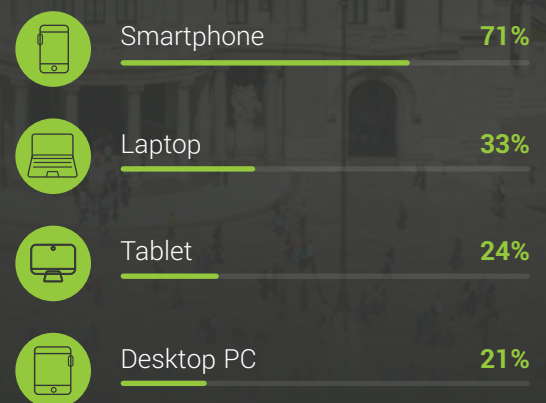 Smartphone 71%
Laptop 33%
Tablet 24%
Desktop PC 21%